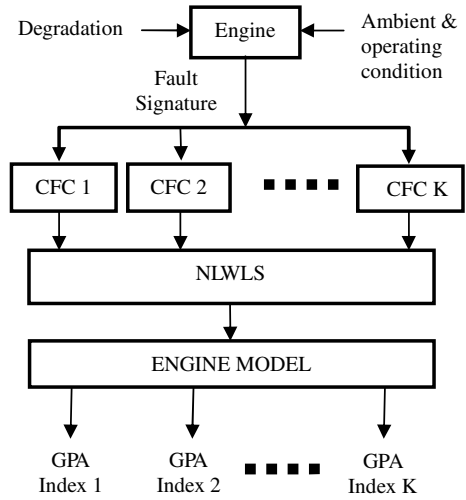 Degradation
Engine
Ambient &
operating
condition
Fault
Signature
CFC 1
CFC 2
CFC K
NLWLS
ENGINE MODEL
GPA
Index 1
GPA
Index 2
GPA
Index K